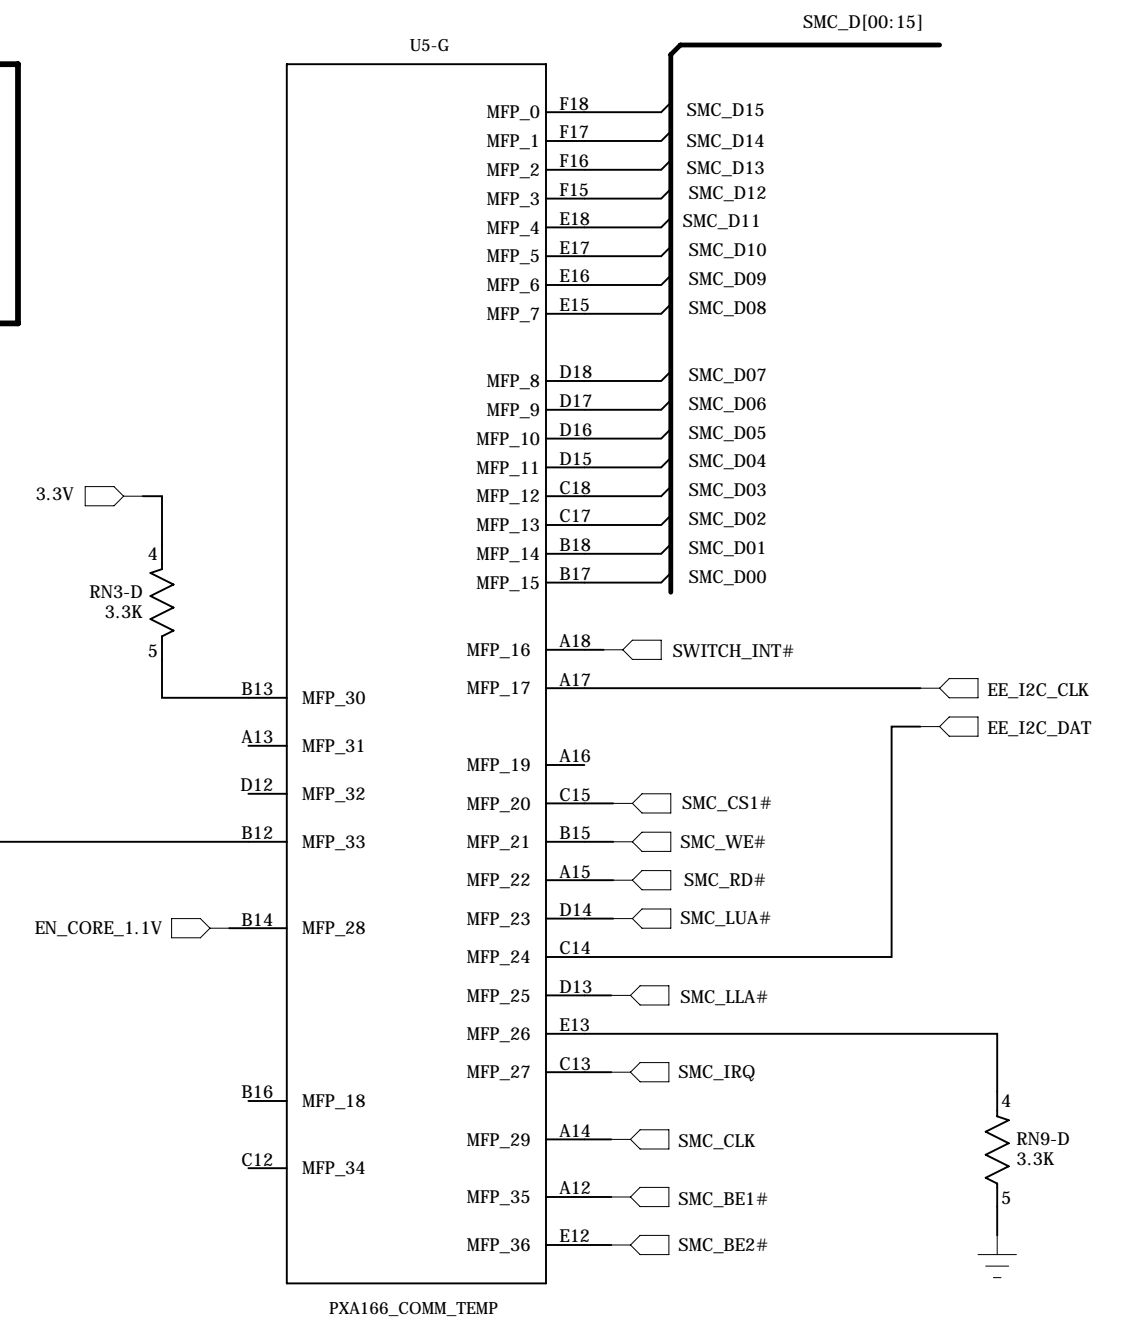 SMC_D[00:15]
U5-G
MFP_0 F18 SMC_D15
MFP_1 F17 SMC_D14
MFP_2 F16 SMC_D13
MFP_3 F15 SMC_D12
MFP_4 E18 SMC_D11
MFP_5 E17 SMC_D10
MFP_6 E16 SMC_D09
MFP_7 E15 SMC_D08
MFP_8 D18 SMC_D07
MFP_9 D17 SMC_D06
MFP_10 D16 SMC_D05
MFP_11 D15 SMC_D04
MFP_12 C18 SMC_D03
MFP_13 C17 SMC_D02
MFP_14 B18 SMC_D01
MFP_15 B17 SMC_D00
3.3V
4
RN3-D
3.3K
5
MFP_16 A18 SWITCH_INT#
MFP_17 A17 EE_I2C_CLK
EE_I2C_DAT
B13 MFP_30
A13 MFP_31
D12 MFP_32
B12 MFP_33
EN_CORE_1.1V B14 MFP_28
B16 MFP_18
C12 MFP_34
MFP_19 A16
MFP_20 C15 SMC_CS1#
MFP_21 B15 SMC_WE#
MFP_22 A15 SMC_RD#
MFP_23 D14 SMC_LUA#
MFP_24 C14
MFP_25 D13 SMC_LLA#
MFP_26 E13
MFP_27 C13 SMC_IRQ
MFP_29 A14 SMC_CLK
MFP_35 A12 SMC_BE1#
MFP_36 E12 SMC_BE2#
4
RN9-D
3.3K
5
PXA166_COMM_TEMP